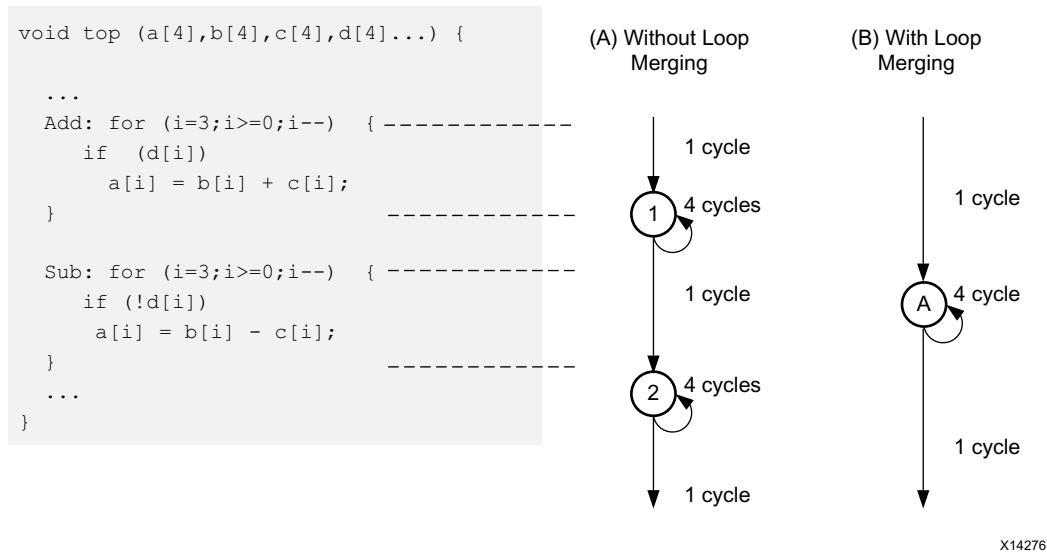 void top (a[4],b[4],c[4],d[4]...) {
...
Add: for (i=3;i>=0;i--) {
if (d[i])
a[i] = b[i] + c[i];
}
Sub: for (i=3;i>=0;i--) {
if (!d[i])
a[i] = b[i] - c[i];
}
...
}
(A) Without Loop
Merging
1 cycle
1
4 cycles
1 cycle
2
4 cycles
1 cycle
(B) With Loop
Merging
1 cycle
A
4 cycle
1 cycle
X14276